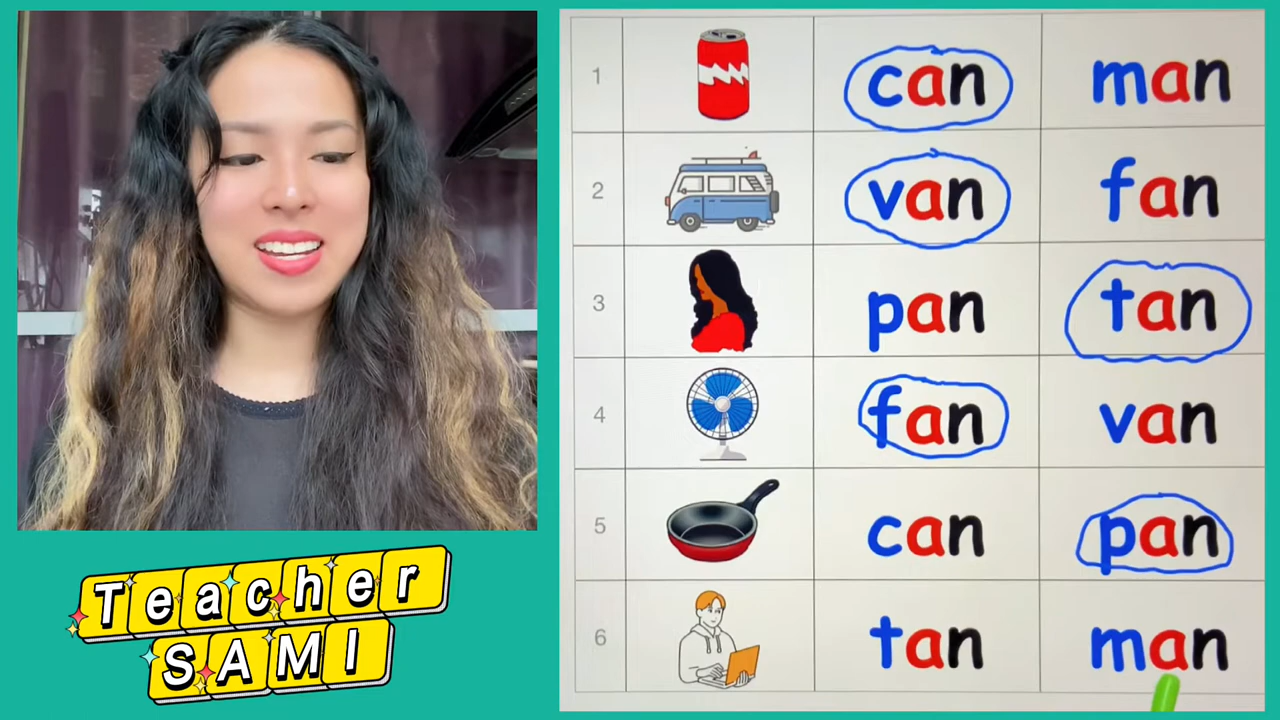 1 can man
2 van fan
3 pan tan
4 fan van
5 can pan
6 tan man
Teacher
SAMI